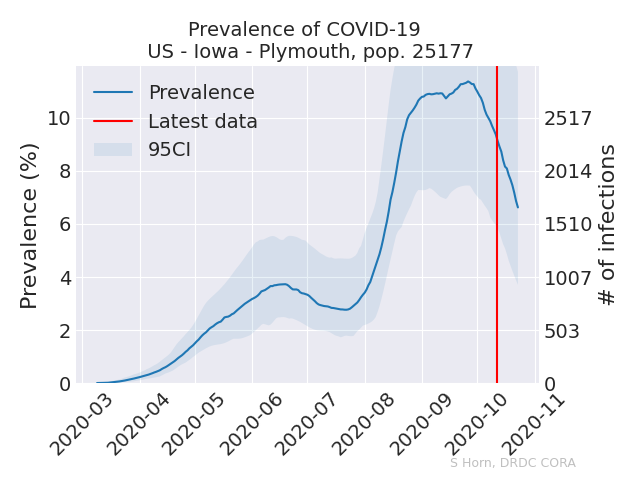 Prevalence of COVID-19
US - Iowa - Plymouth, pop. 25177
Prevalence
Latest data
95CI
Prevalence (%)
10
8
6
4
2
0
2517
2014
1510
1007
503
0
# of infections
2020-03
2020-04
2020-05
2020-06
2020-07
2020-08
2020-09
2020-10
2020-11
S Horn, DRDC CORA